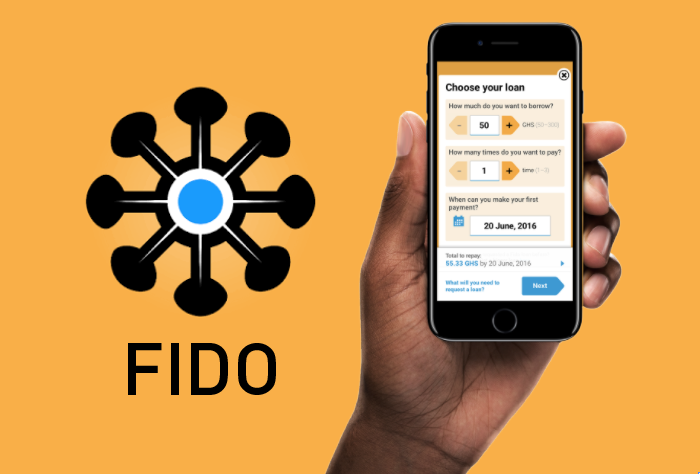 FIDO
Choose your loan
How much do you want to borrow?
- 50 + GHS
How many times do you want to pay?
- 1 + time (1-3)
When can you make your first
payment?
20 June, 2016
Total to repay:
55.33 GHS by 20 June, 2016
What will you need to
request a loan?
Next